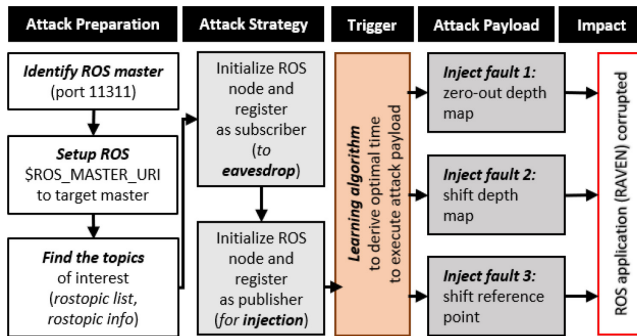 Attack Preparation
Attack Strategy
Trigger
Attack Payload
Impact
Identify ROS master
(port 11311)
Setup ROS
$ROS_MASTER_URI
to target master
Find the topics
of interest
(rostopic list,
rostopic info)
Initialize ROS
node and
register
as subscriber
(to
eavesdrop)
Initialize ROS
node and
register
as publisher
(for injection)
Learning algorithm
to derive optimal time
to execute attack payload
Inject fault 1:
zero-out depth
map
Inject fault 2:
shift depth
map
Inject fault 3:
shift reference
point
ROS application (RAVEN) corrupted